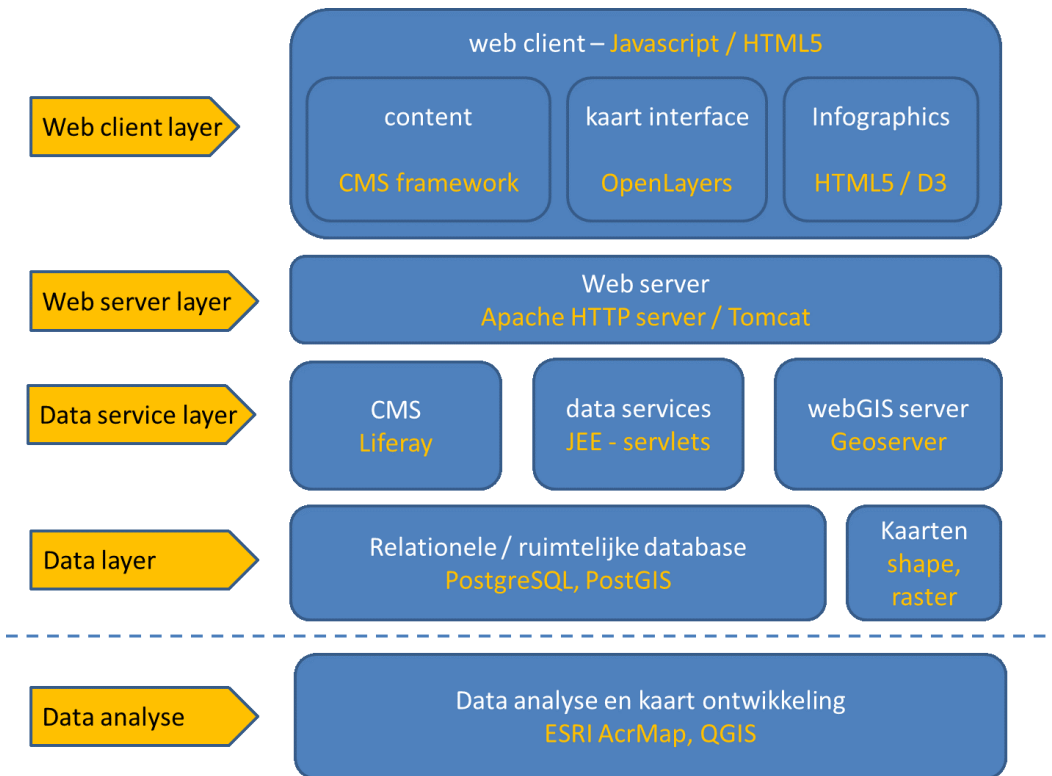 web client – Javascript / HTML5
Web client layer
content
CMS framework
kaart interface
OpenLayers
Infographics
HTML5 / D3
Web server layer
Web server
Apache HTTP server / Tomcat
Data service layer
CMS
Liferay
data services
JEE - servlets
webGIS server
Geoserver
Data layer
Relationele / ruimtelijke database
PostgreSQL, PostGIS
Kaarten
shape,
raster
Data analyse
Data analyse en kaart ontwikkeling
ESRI AcrMap, QGIS